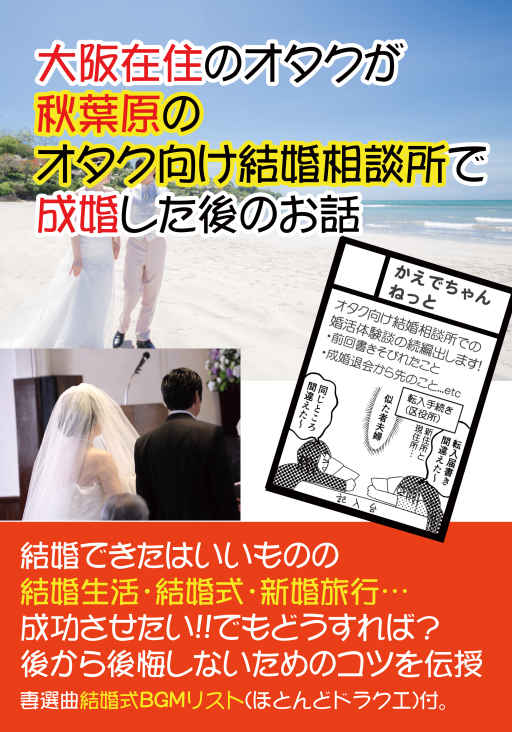 大阪在住のオタクが
秋葉原の
オタク向け結婚相談所で
成婚した後のお話
かえでちゃん
ねっと
オタク向け結婚相談所での
婚活体験談の続編出します!
・前回書きそびれたこと
・成婚退会から先のこと...etc
転入手続き
(区役所)
転入届書き
間違えた〜
新住所と
現住所…
似た者夫婦
同じところ
間違えた〜
記入台
結婚できたはいいものの
結婚生活・結婚式・新婚旅行…
成功させたい!!でもどうすれば?
後から後悔しないためのコツを伝授
妻選曲結婚式BGMリスト(ほとんどドラクエ)付。